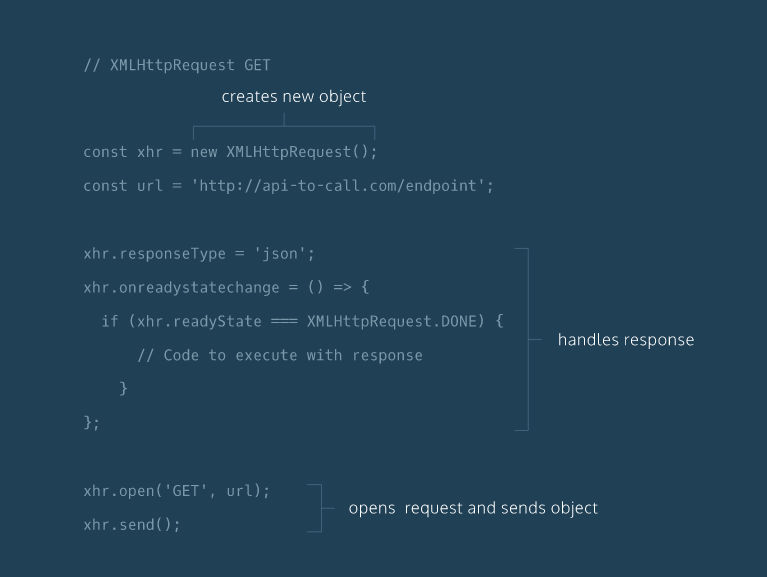 // XMLHttpRequest GET
creates new object
const xhr = new XMLHttpRequest();
const url = 'http://api-to-call.com/endpoint';
xhr.responseType = 'json';
xhr.onreadystatechange = () => {
if (xhr.readyState === XMLHttpRequest.DONE) {
handles response
// Code to execute with response
}
};
xhr.open('GET', url);
opens  request and sends object
xhr.send();